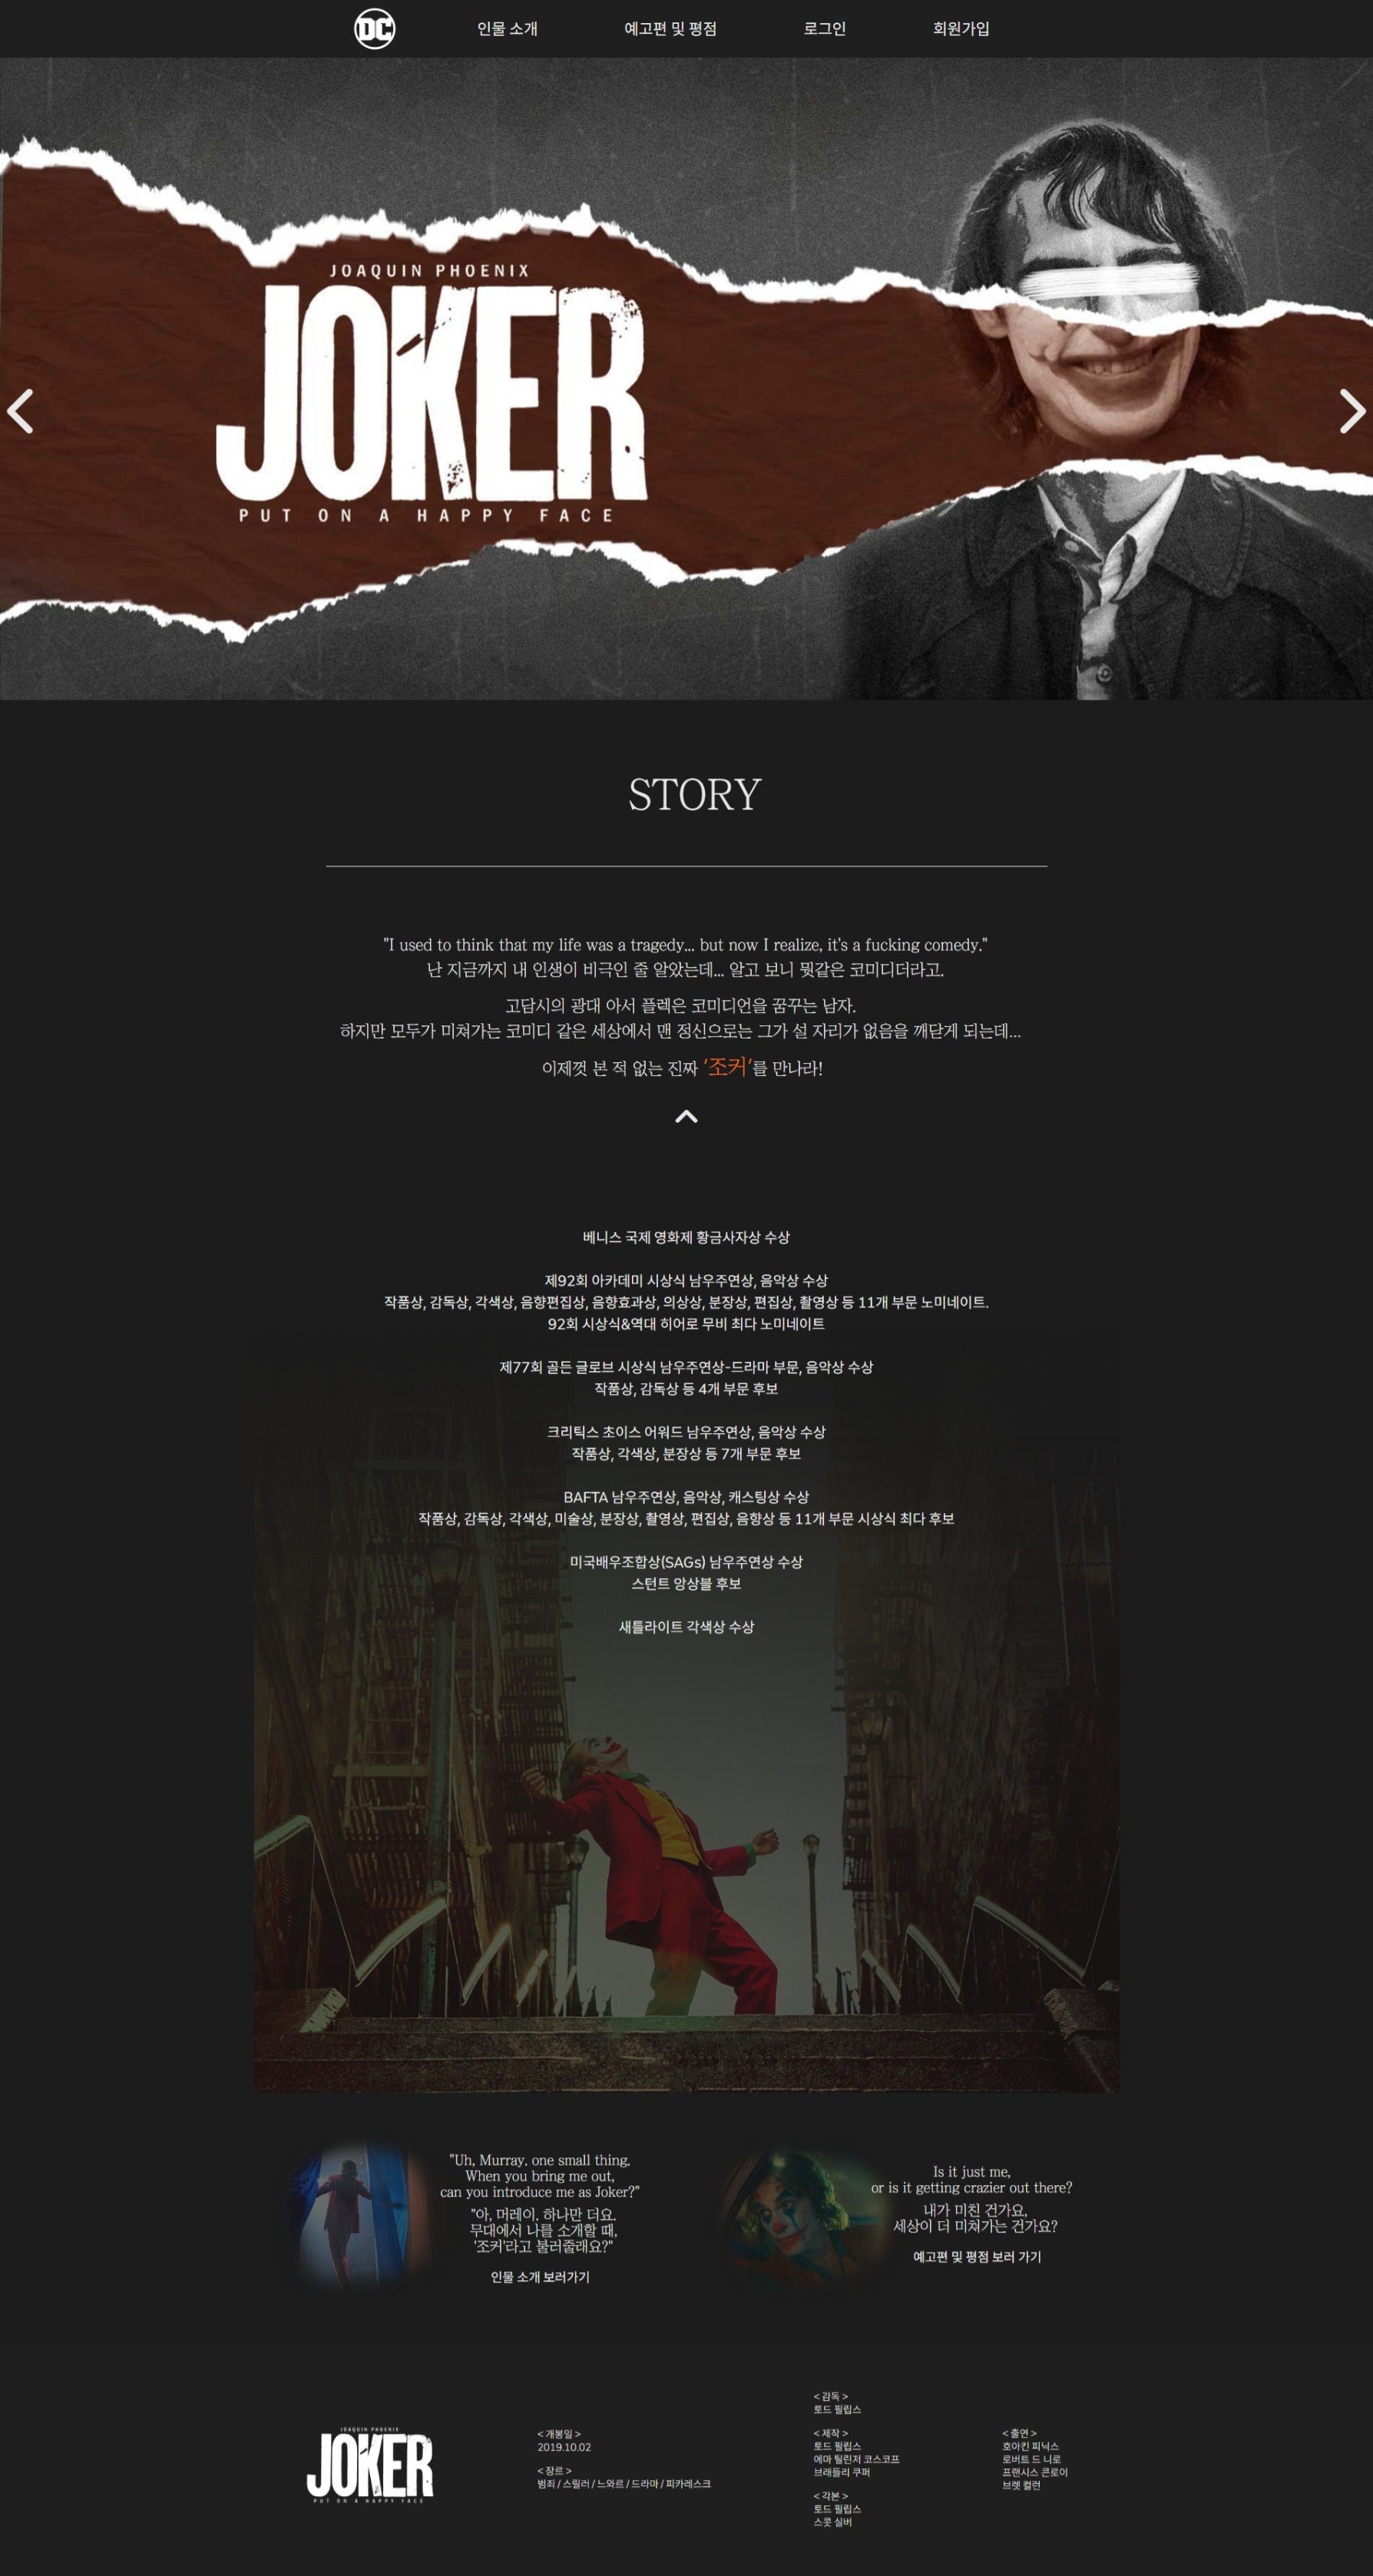 DC
인물 소개
예고편 및 평점
로그인
회원가입
JOAQUIN PHOENIX
JOKER
PUT ON A HAPPY FACE
STORY
"I used to think that my life was a tragedy... but now I realize, it's a fucking comedy."
난 지금까지 내 인생이 비극인 줄 알았는데... 알고 보니 뭣같은 코미디더라고.
고담시의 광대 아서 플렉은 코미디언을 꿈꾸는 남자.
하지만 모두가 미쳐가는 코미디 같은 세상에서 맨 정신으로는 그가 설 자리가 없음을 깨닫게 되는데...
이제껏 본 적 없는 진짜 '조커'를 만나라!
베니스 국제 영화제 황금사자상 수상
제92회 아카데미 시상식 남우주연상, 음악상 수상
작품상, 감독상, 각색상, 음향편집상, 음향효과상, 의상상, 분장상, 편집상, 촬영상 등 11개 부문 노미네이트.
92회 시상식&역대 히어로 무비 최다 노미네이트
제77회 골든 글로브 시상식 남우주연상-드라마 부문, 음악상 수상
작품상, 감독상 등 4개 부문 후보
크리틱스 초이스 어워드 남우주연상, 음악상 수상
작품상, 각색상, 분장상 등 7개 부문 후보
BAFTA 남우주연상, 음악상, 캐스팅상 수상
작품상, 감독상, 각색상, 미술상, 분장상, 촬영상, 편집상, 음향상 등 11개 부문 시상식 최다 후보
미국배우조합상(SAGs) 남우주연상 수상
스턴트 앙상블 후보
새틀라이트 각색상 수상
"Uh, Murray. one small thing.
When you bring me out,
can you introduce me as Joker?"
"아, 머레이. 하나만 더요.
무대에서 나를 소개할 때,
'조커'라고 불러줄래요?"
인물 소개 보러가기
Is it just me,
or is it getting crazier out there?
내가 미친 건가요,
세상이 더 미쳐가는 건가요?
예고편 및 평점 보러 가기
JOAQUIN PHOENIX
JOKER
PUT ON A HAPPY FACE
< 개봉일 >
2019.10.02
< 장르 >
범죄 / 스릴러 / 느와르 / 드라마 / 피카레스크
< 감독 >
토드 필립스
< 제작 >
토드 필립스
에마 틸린저 코스코프
브래들리 쿠퍼
< 각본 >
토드 필립스
스콧 실버
< 출연 >
호아킨 피닉스
로버트 드 니로
프랜시스 콘로이
브렛 컬런